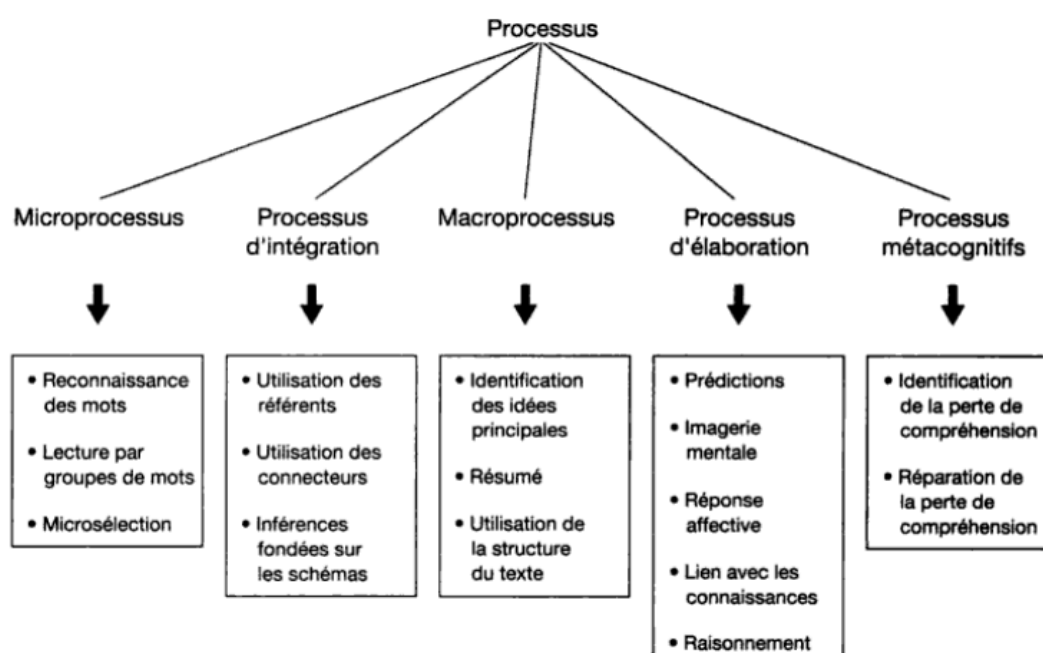 Processus
Microprocessus
Processus
d'intégration
Macroprocessus
Processus
d'élaboration
Processus
métacognitifs
• Reconnaissance
des mots
• Lecture par
groupes de mots
• Microsélection
• Utilisation des
référents
• Utilisation des
connecteurs
• Inférences
fondées sur
les schémas
• Identification
des idées
principales
• Résumé
• Utilisation de
la structure
du texte
• Prédictions
• Imagerie
mentale
• Réponse
affective
• Lien avec les
connaissances
• Raisonnement
• Identification
de la perte de
compréhension
• Réparation de
la perte de
compréhension